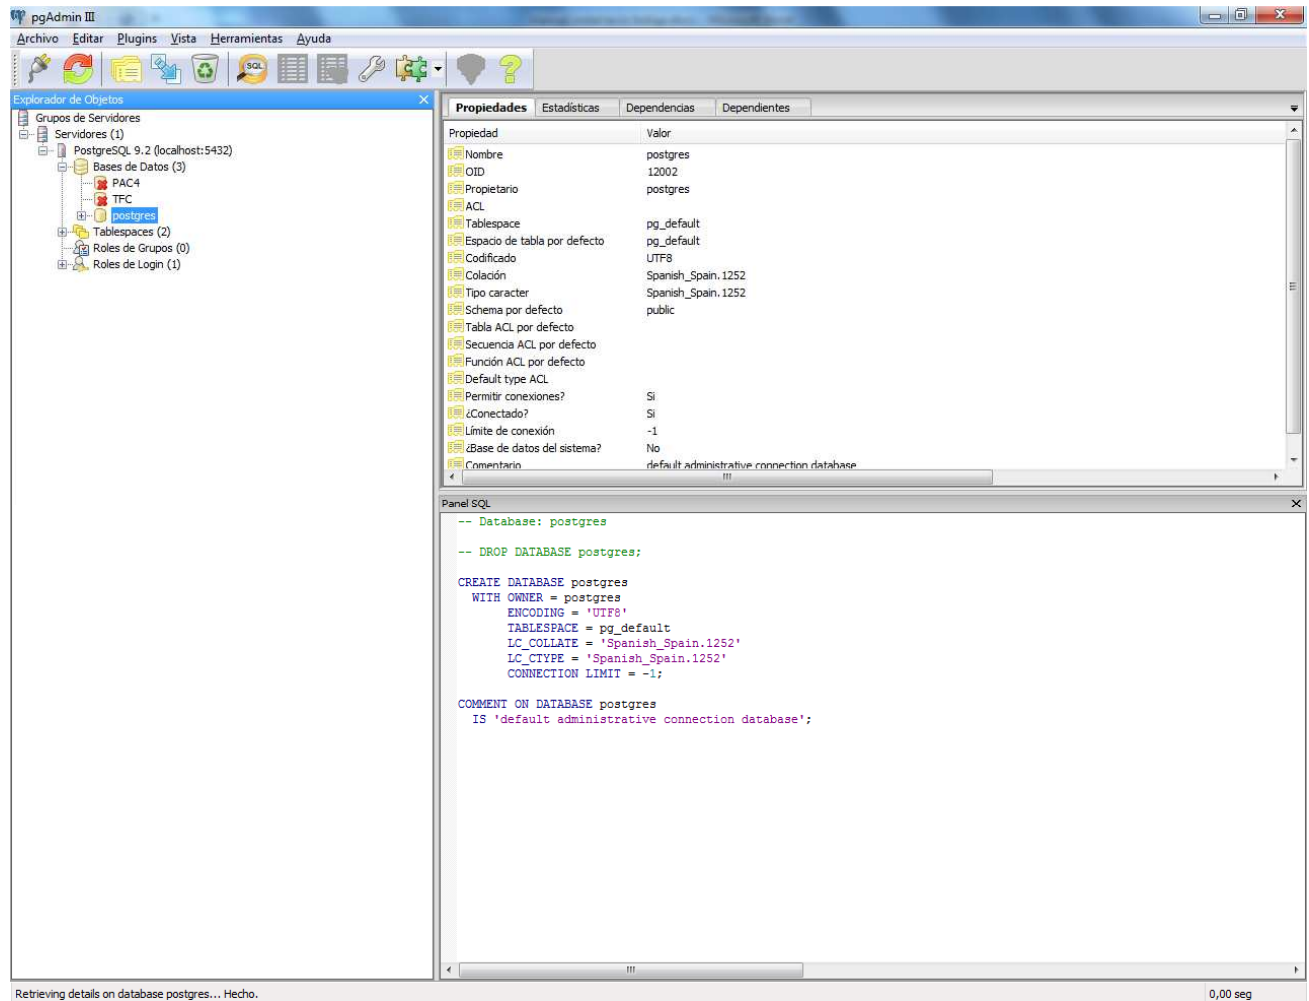 pgAdmin III
Archivo Editar Plugins Vista Herramientas Ayuda
SQL
Explorador de Objetos
Grupos de Servidores
Servidores (1)
PostgreSQL 9.2 (localhost:5432)
Bases de Datos (3)
PAC4
TFC
postgres
Tablespaces (2)
Roles de Grupos (0)
Roles de Login (1)
Propiedades Estadísticas Dependencias Dependientes
Propiedad Valor
Nombre postgres
OID 12002
Propietario postgres
ACL
Tablespace pg_default
Espacio de tabla por defecto pg_default
Codificado UTF8
Colación Spanish_Spain.1252
Tipo caracter Spanish_Spain.1252
Schema por defecto public
Tabla ACL por defecto
Secuencia ACL por defecto
Función ACL por defecto
Default type ACL
Permitir conexiones? Si
¿Conectado? Si
Límite de conexión -1
¿Base de datos del sistema? No
Comentario default administrative connection database
Panel SQL
-- Database: postgres
-- DROP DATABASE postgres;
CREATE DATABASE postgres
WITH OWNER = postgres
ENCODING = 'UTF8'
TABLESPACE = pg_default
LC_COLLATE = 'Spanish_Spain.1252'
LC_CTYPE = 'Spanish_Spain.1252'
CONNECTION LIMIT = -1;
COMMENT ON DATABASE postgres
IS 'default administrative connection database';
Retrieving details on database postgres... Hecho. 0,00 seg